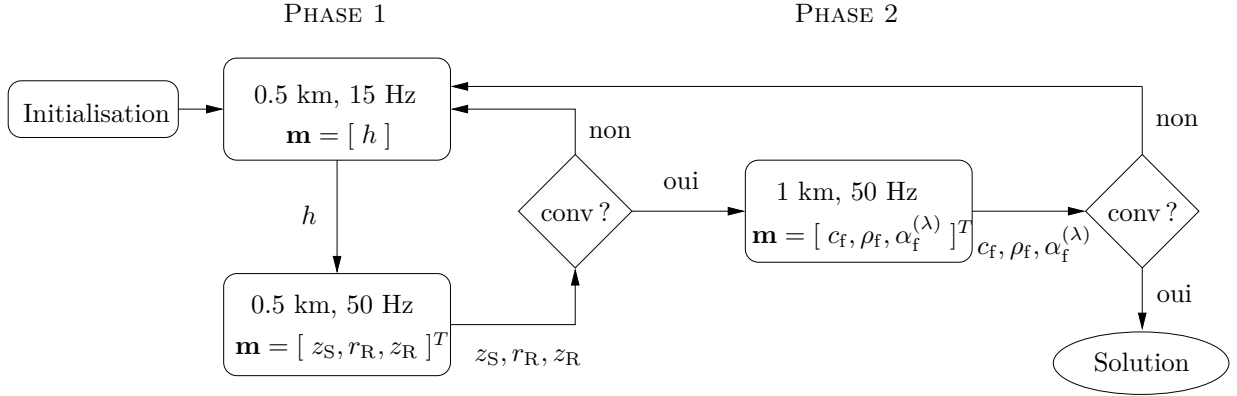 PHASE 1
PHASE 2
Initialisation
0.5 km, 15 Hz
m = [ h ]
non
h
0.5 km, 50 Hz
m = [ z_S, r_R, z_R ]^T
z_S, r_R, z_R
conv ?
oui
1 km, 50 Hz
m = [ c_f, ρ_f, α_f^(λ) ]^T
c_f, ρ_f, α_f^(λ)
conv ?
non
oui
Solution